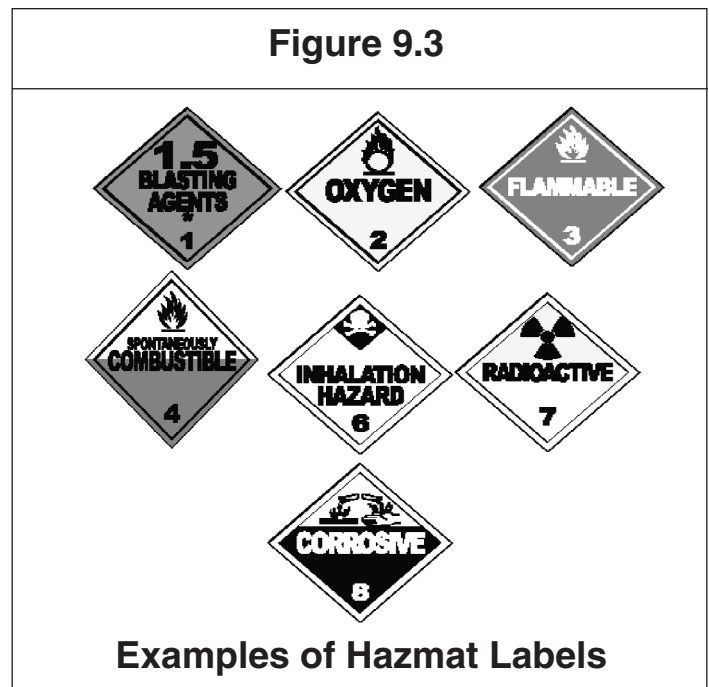 Figure 9.3
1.5
BLASTING
AGENTS
*
1
OXYGEN
2
FLAMMABLE
3
SPONTANEOUSLY
COMBUSTIBLE
4
INHALATION
HAZARD
6
RADIOACTIVE
7
CORROSIVE
8
Examples of Hazmat Labels